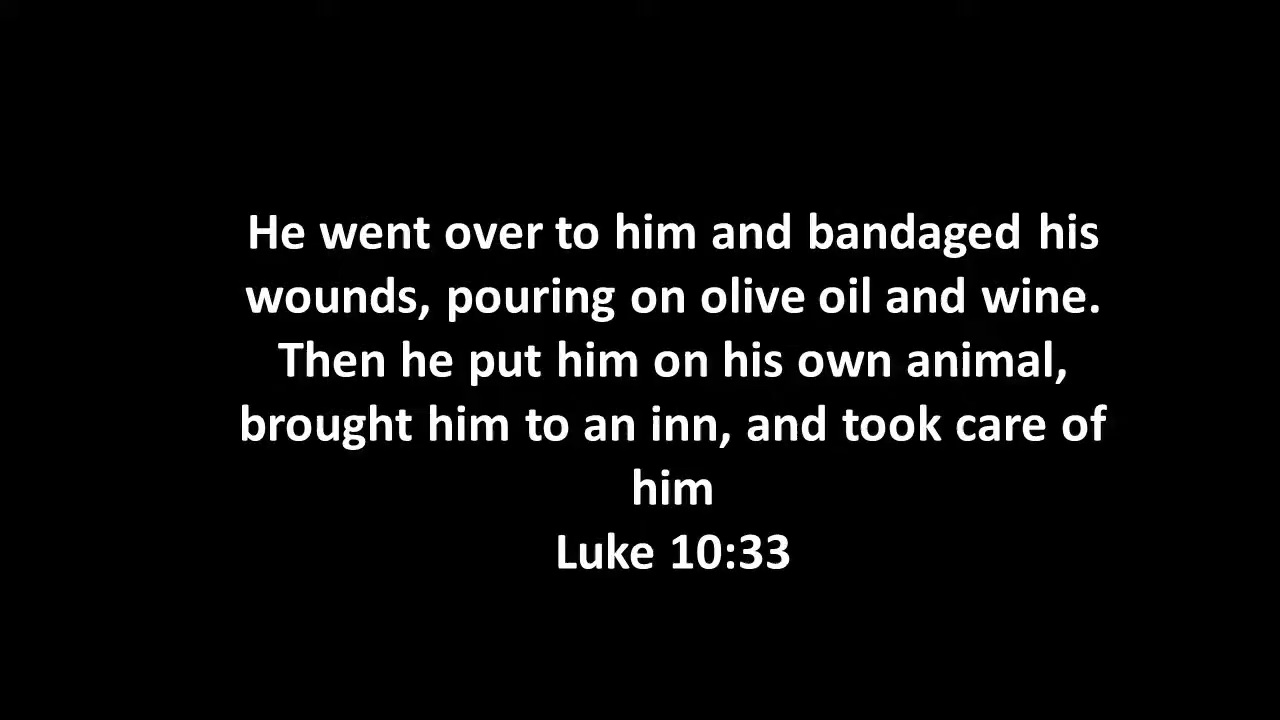 He went over to him and bandaged his
wounds, pouring on olive oil and wine.
Then he put him on his own animal,
brought him to an inn, and took care of
him
Luke 10:33